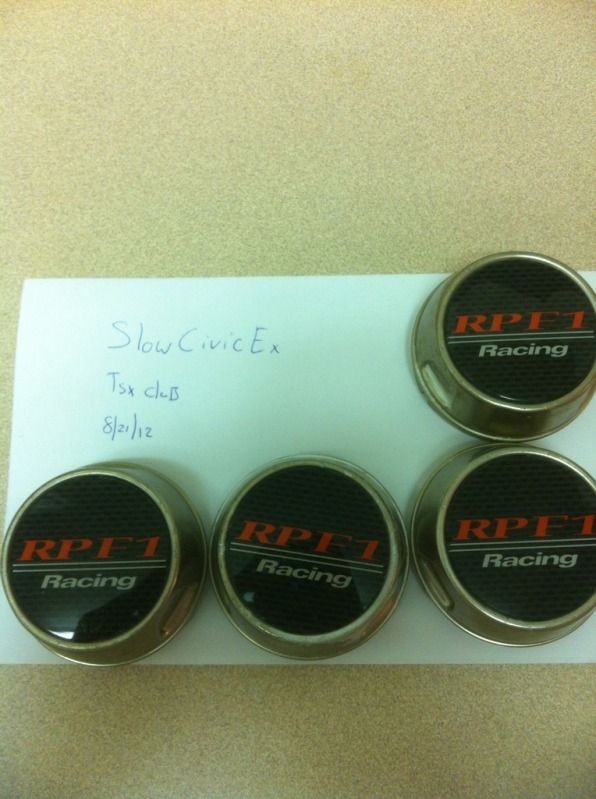 SlowCivicEx
Tsx cluB
8/21/12
RPF1
Racing
RPF1
Racing
RPF1
Racing
RPF1
Racing